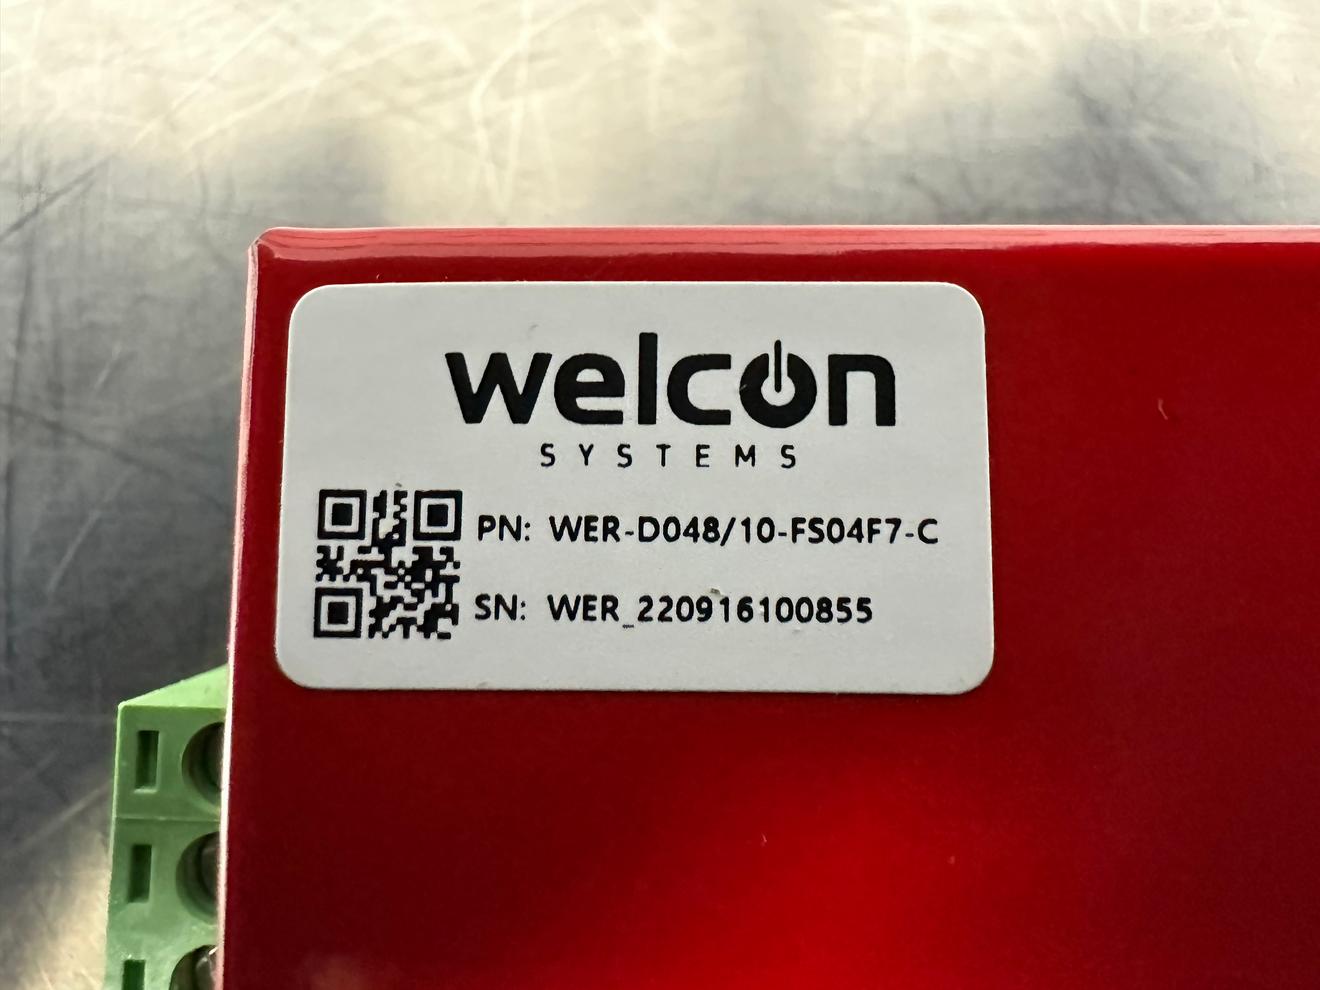 welcon
SYSTEMS
PN: WER-D048/10-FS04F7-C
SN: WER_220916100855